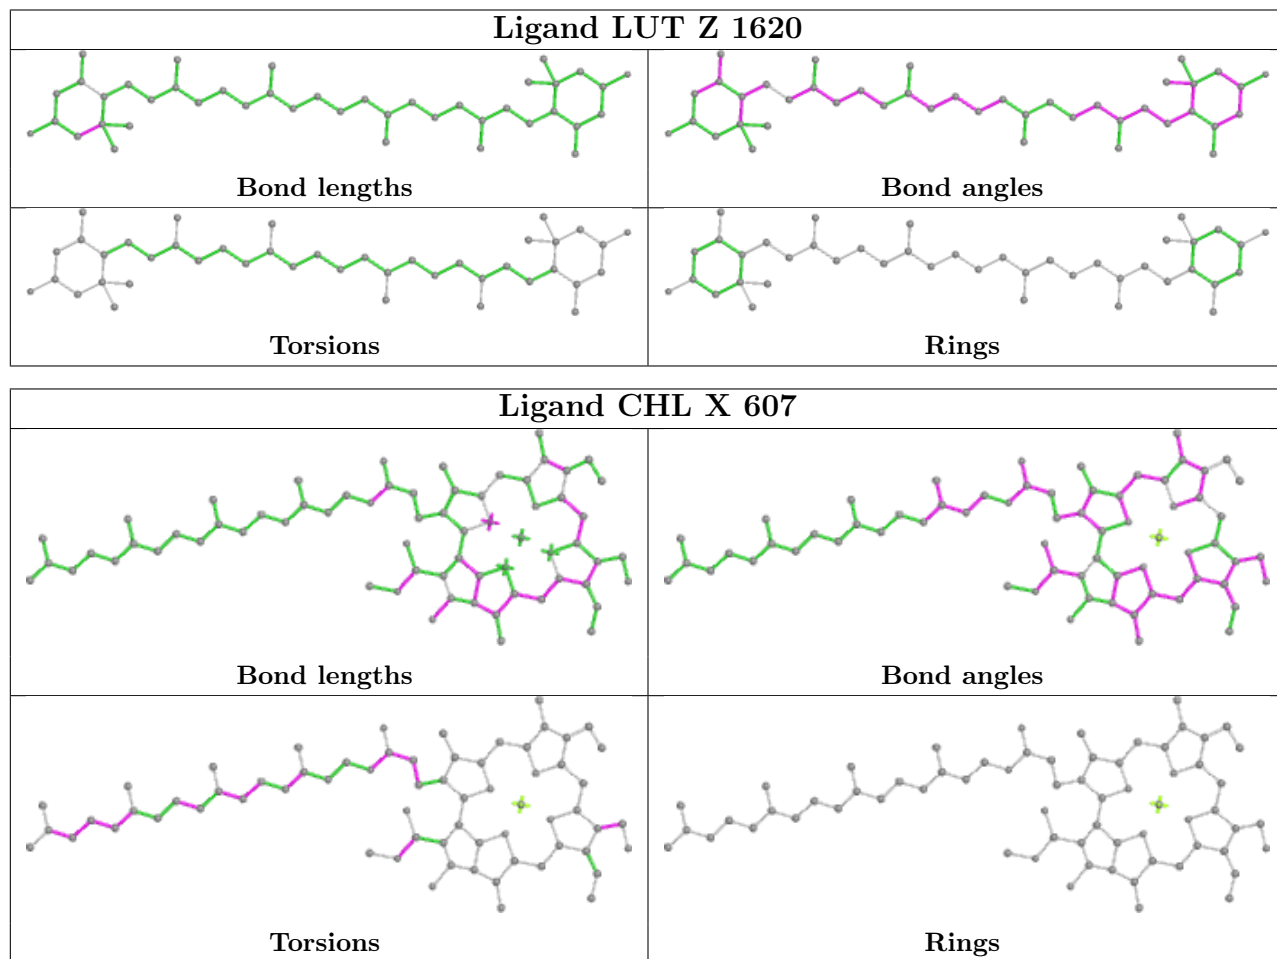 Ligand LUT Z 1620
Bond lengths
Bond angles
Torsions
Rings
Ligand CHL X 607
Bond lengths
Bond angles
Torsions
Rings